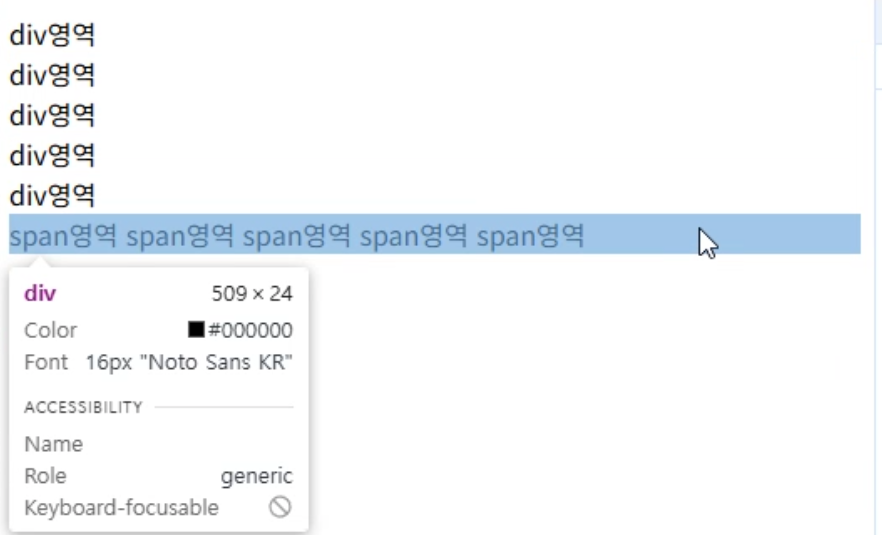 div영역
div영역
div영역
div영역
div영역
span영역 span영역 span영역 span영역 span영역
div 509 × 24
Color #000000
Font 16px "Noto Sans KR"
ACCESSIBILITY
Name
Role generic
Keyboard-focusable